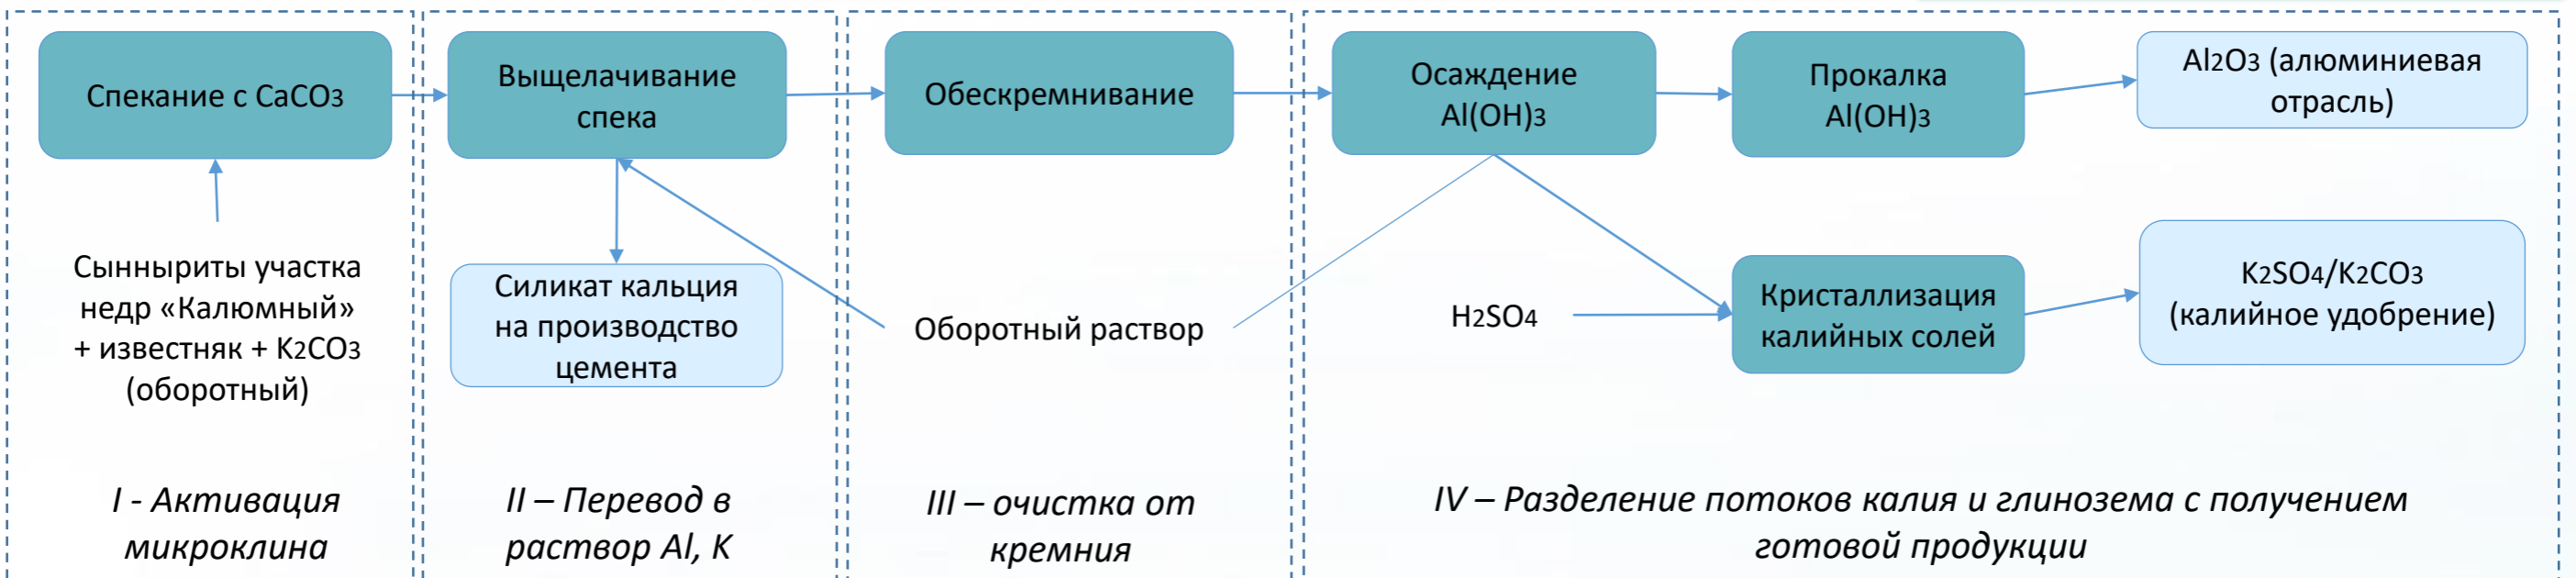 Спекание с CaCO3
Сынныриты участка
недр «Калюмный»
+ известняк + K2CO3
(оборотный)
I - Активация
микроклина
Выщелачивание
спека
Силикат кальция
на производство
цемента
II – Перевод в
раствор Al, K
Обескремнивание
Оборотный раствор
III – очистка от
кремния
Осаждение
Al(OH)3
Прокалка
Al(OH)3
Al2O3 (алюминиевая
отрасль)
H2SO4
Кристаллизация
калийных солей
K2SO4/K2CO3
(калийное удобрение)
IV – Разделение потоков калия и глинозема с получением
готовой продукции